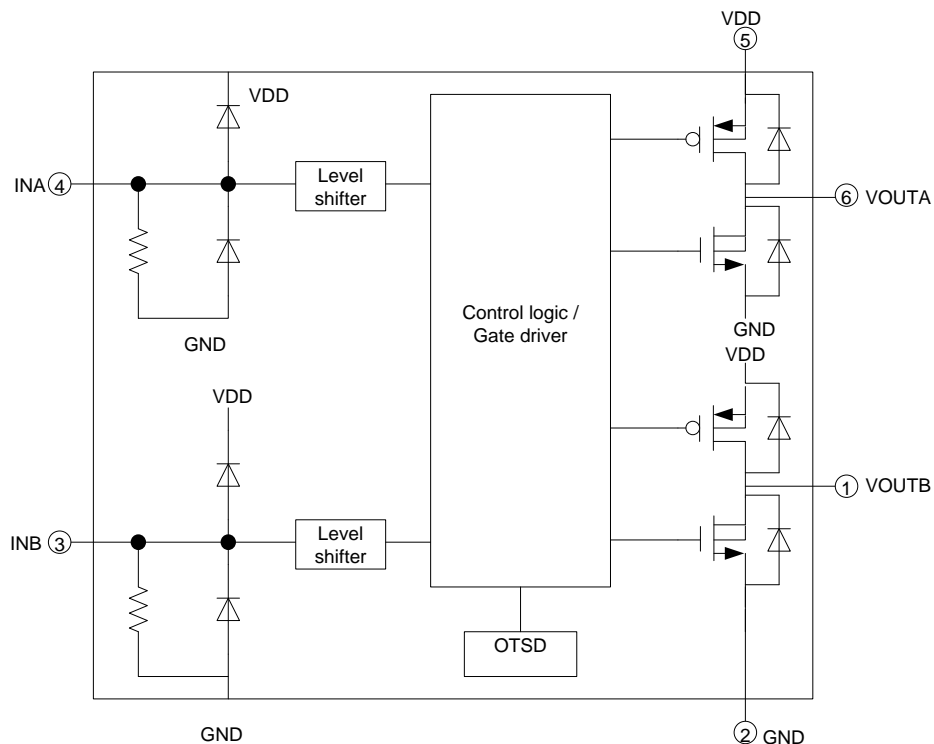 VDD
5
VDD
INA 4
Level
shifter
6 VOUTA
Control logic /
Gate driver
GND
GND
VDD
VDD
1 VOUTB
INB 3
Level
shifter
OTSD
GND
2 GND